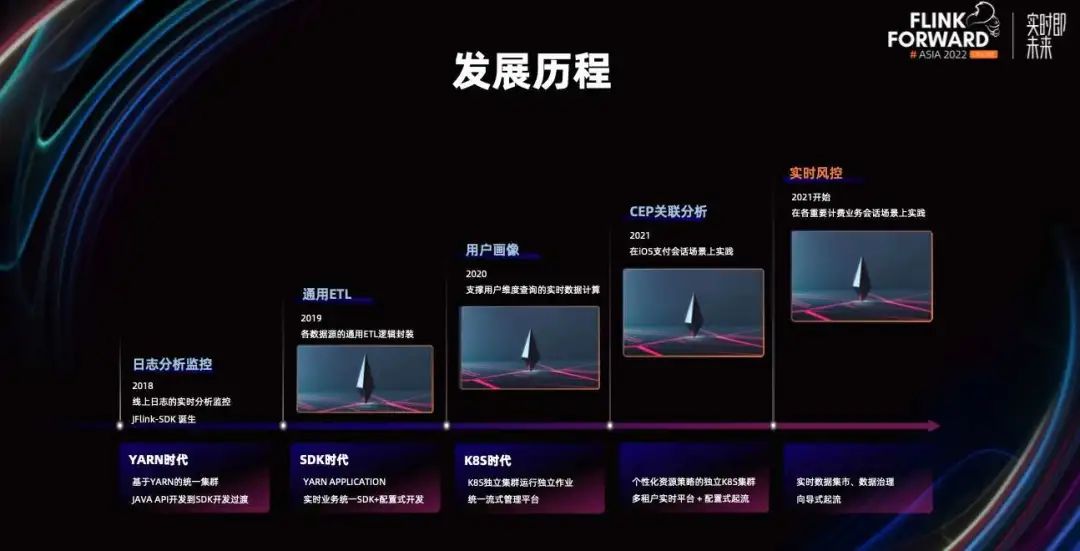 FLINK
FORWARD
# ASIA 2022
实时即
未来
发展历程
实时风控
2021开始
在各重要计费业务会话场景上实践
CEP关联分析
2021
在iOS支付会话场景上实践
用户画像
2020
支撑用户维度查询的实时数据计算
通用ETL
2019
各数据源的通用ETL逻辑封装
日志分析监控
2018
线上日志的实时分析监控
JFlink-SDK 诞生
YARN时代
基于YARN的统一集群
JAVA API开发到SDK开发过渡
SDK时代
YARN APPLICATION
实时业务统一SDK+配置式开发
K8S时代
K8S独立集群运行独立作业
统一流式管理平台
个性化资源策略的独立K8S集群
多租户实时平台 + 配置式起流
实时数据集市、数据治理
向导式起流